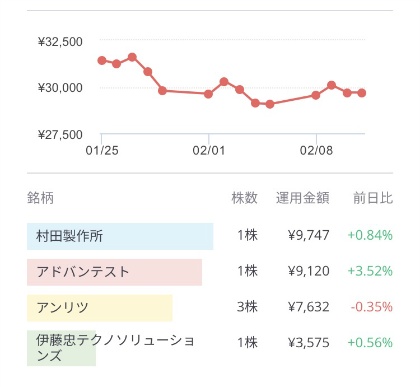 ¥32,500
¥30,000
¥27,500
01/25 02/01 02/08
銘柄 株数 運用金額 前日比
村田製作所 1株 ¥9,747 +0.84%
アドバンテスト 1株 ¥9,120 +3.52%
アンリツ 3株 ¥7,632 -0.35%
伊藤忠テクノソリューショ 1株 ¥3,575 +0.56%
ンズ